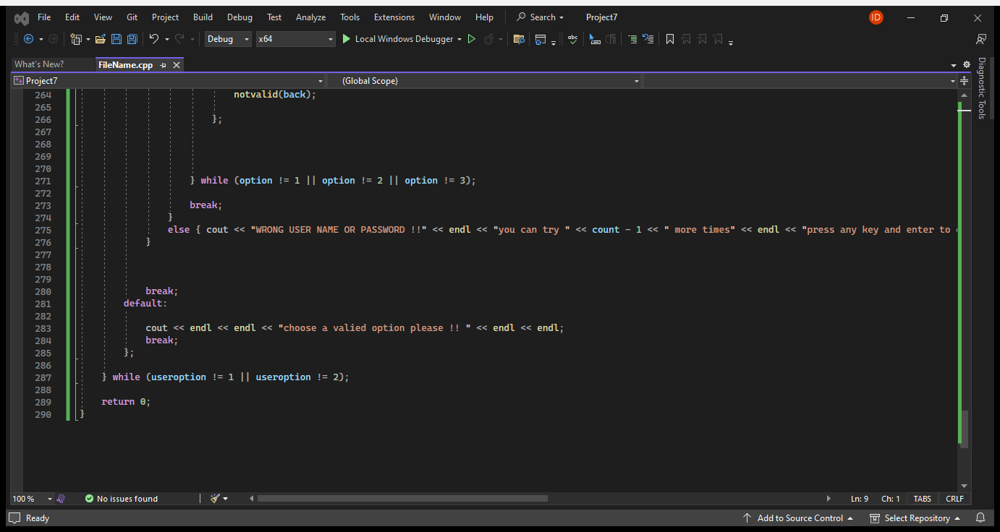 File Edit View Git Project Build Debug Test Analyze Tools Extensions Window Help Search Project7 ID
Debug x64 Local Windows Debugger abc
What's New? FileName.cpp
Project7 (Global Scope)
Diagnostic Tools
264 notvalid(back);
265
266 };
267
268
269
270
271 } while (option != 1 || option != 2 || option != 3);
272
273 break;
274 }
275 else { cout << "WRONG USER NAME OR PASSWORD !!" << endl << "you can try " << count - 1 << " more times" << endl << "press any key and enter to
276 }
277
278
279
280 break;
281 default:
282
283 cout << endl << endl << "choose a valied option please !! " << endl << endl;
284 break;
285 };
286
287 } while (useroption != 1 || useroption != 2);
288
289 return 0;
290 }
100 % No issues found Ln: 9 Ch: 1 TABS CRLF
Ready Add to Source Control Select Repository